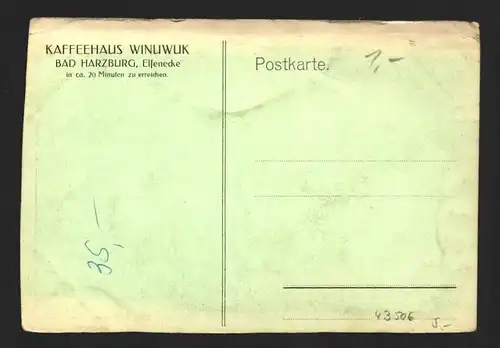 KAFFEEHAUS WINUWUK
BAD HARZBURG, Elfenecke
in ca. 20 Minuten zu erreichen.
Postkarte.
1,-
35,-
43506
5,-